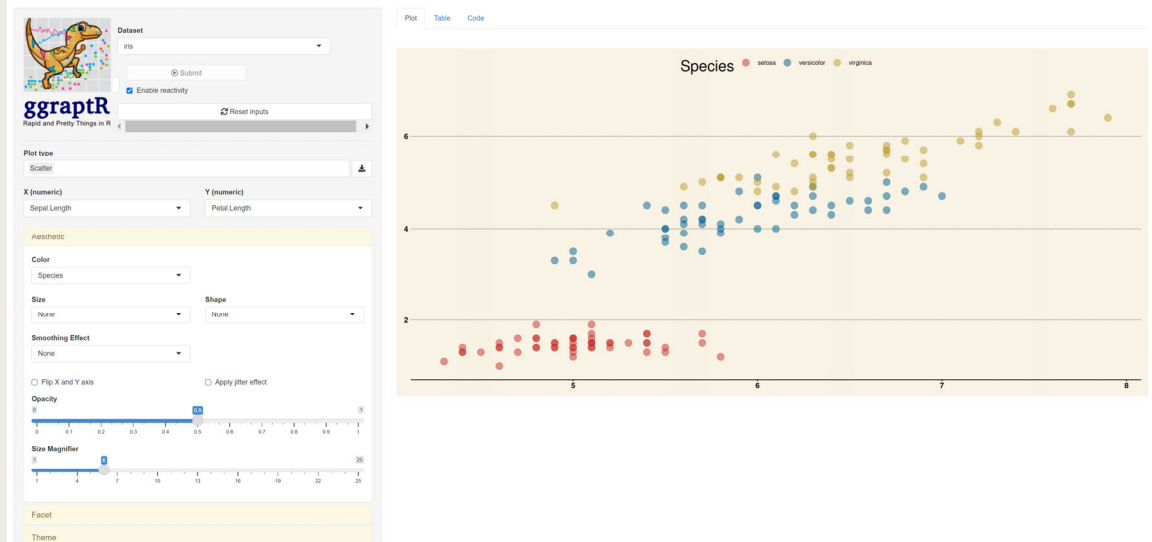 Dataset
iris
Submit
Enable reactivity
ggraptR
Rapid and Pretty Things in R
Reset inputs
Plot type
Scatter
X (numeric) Y (numeric)
Sepal.Length Petal.Length
Aesthetic
Color
Species
Size Shape
None None
Smoothing Effect
None
Flip X and Y axis Apply jitter effect
Opacity
0 0.5 1
0 0.1 0.2 0.3 0.4 0.5 0.6 0.7 0.8 0.9 1
Size Magnifier
1 6 25
1 4 7 10 13 16 19 22 25
Facet
Theme
Plot Table Code
Species setosa versicolor virginica
6
4
2
5 6 7 8